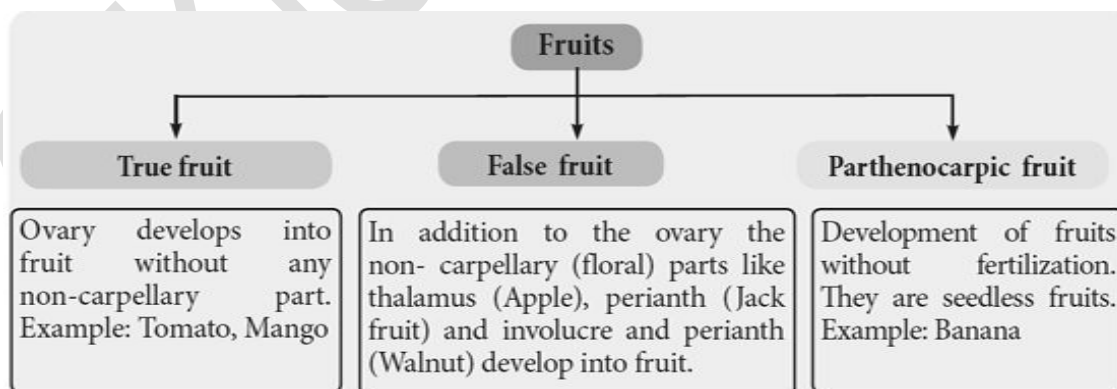 Fruits
True fruit
False fruit
Parthenocarpic fruit
Ovary develops into
fruit without any
non-carpellary part.
Example: Tomato, Mango
In addition to the ovary the
non- carpellary (floral) parts like
thalamus (Apple), perianth (Jack
fruit) and involucre and perianth
(Walnut) develop into fruit.
Development of fruits
without fertilization.
They are seedless fruits.
Example: Banana